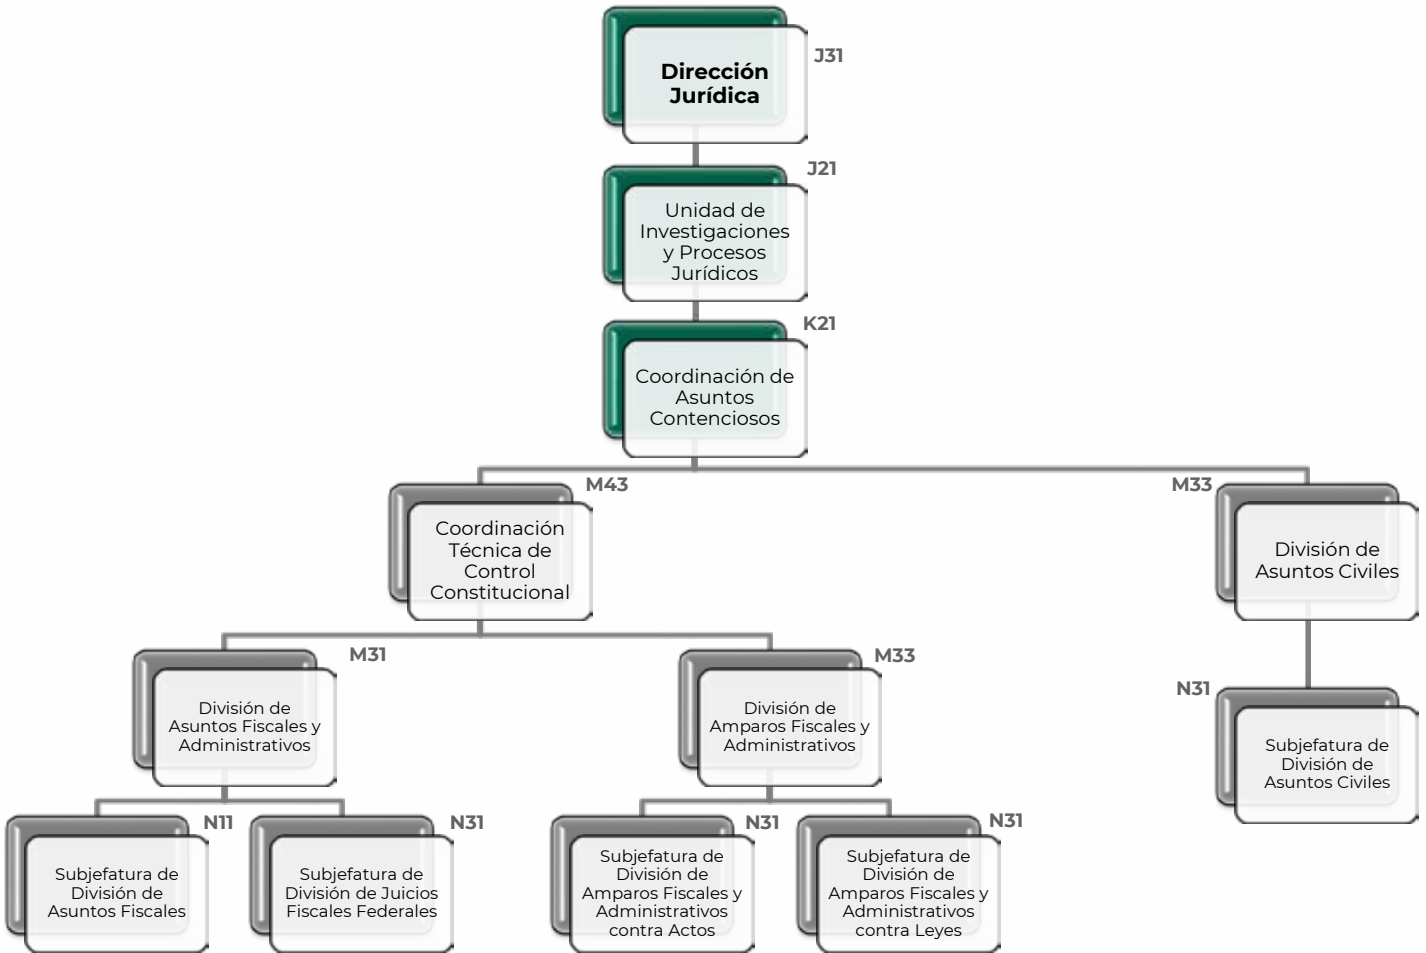 J31
Dirección
Jurídica
J21
Unidad de
Investigaciones
y Procesos
Jurídicos
K21
Coordinación de
Asuntos
Contenciosos
M43
Coordinación
Técnica de
Control
Constitucional
M33
División de
Asuntos Civiles
M31
División de
Asuntos Fiscales y
Administrativos
M33
División de
Amparos Fiscales y
Administrativos
N31
Subjefatura de
División de
Asuntos Civiles
N11
Subjefatura de
División de
Asuntos Fiscales
N31
Subjefatura de
División de Juicios
Fiscales Federales
N31
Subjefatura de
División de
Amparos Fiscales y
Administrativos
contra Actos
N31
Subjefatura de
División de
Amparos Fiscales y
Administrativos
contra Leyes